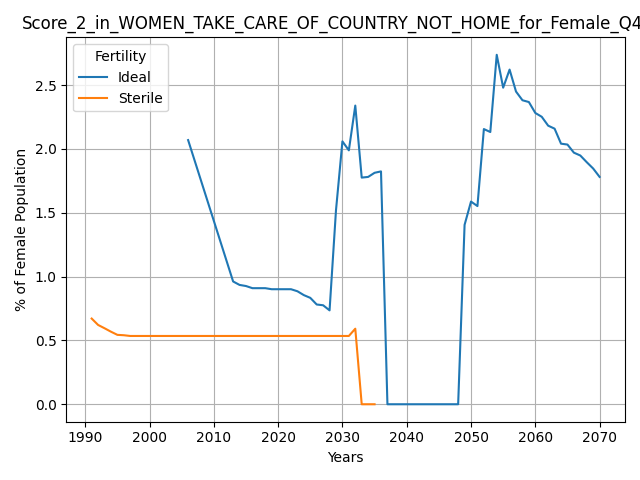 Score_2_in_WOMEN_TAKE_CARE_OF_COUNTRY_NOT_HOME_for_Female_Q4
Fertility
Ideal
Sterile
% of Female Population
2.5
2.0
1.5
1.0
0.5
0.0
1990 2000 2010 2020 2030 2040 2050 2060 2070
Years